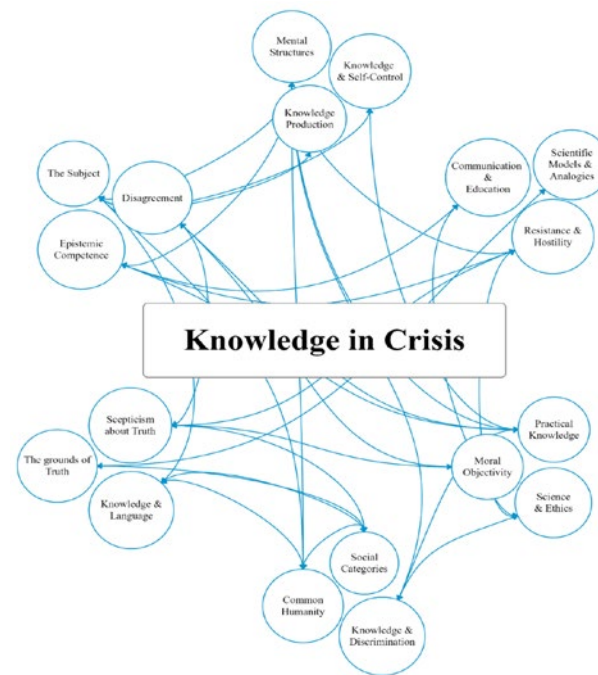 Mental
Structures
Knowledge
& Self-Control
Knowledge
Production
Communication
&
Education
Scientific
Models &
Analogies
The Subject
Disagreement
Resistance &
Hostility
Epistemic
Competence
Knowledge in Crisis
Scepticism
about Truth
Practical
Knowledge
The grounds of
Truth
Moral
Objectivity
Knowledge &
Language
Science
& Ethics
Social
Categories
Common
Humanity
Knowledge &
Discrimination